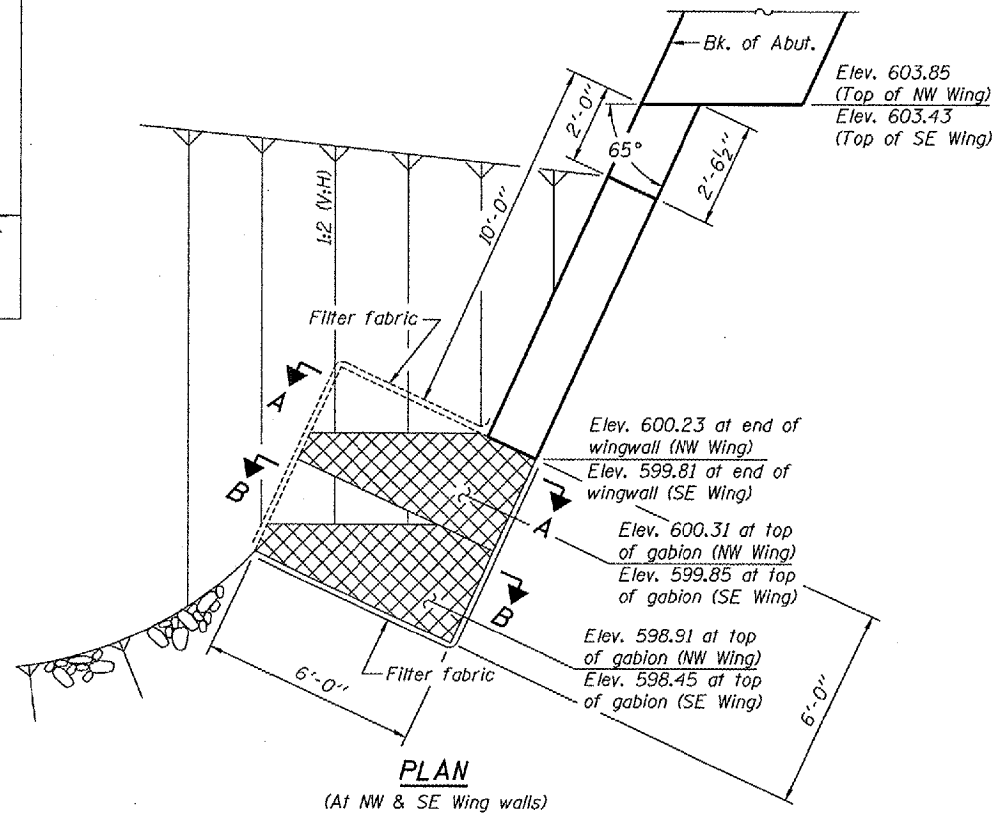 Bk. of Abut.
Elev. 603.85
(Top of NW Wing)
Elev. 603.43
(Top of SE Wing)
2'-0"
65°
2'-6½"
10'-0"
1:2 (V:H)
Filter fabric
A
B
Elev. 600.23 at end of
wingwall (NW Wing)
Elev. 599.81 at end of
wingwall (SE Wing)
A
Elev. 600.31 at top
of gabion (NW Wing)
Elev. 599.85 at top
of gabion (SE Wing)
B
Elev. 598.91 at top
of gabion (NW Wing)
Elev. 598.45 at top
of gabion (SE Wing)
Filter fabric
6'-0"
6'-0"
PLAN
(At NW & SE Wing walls)